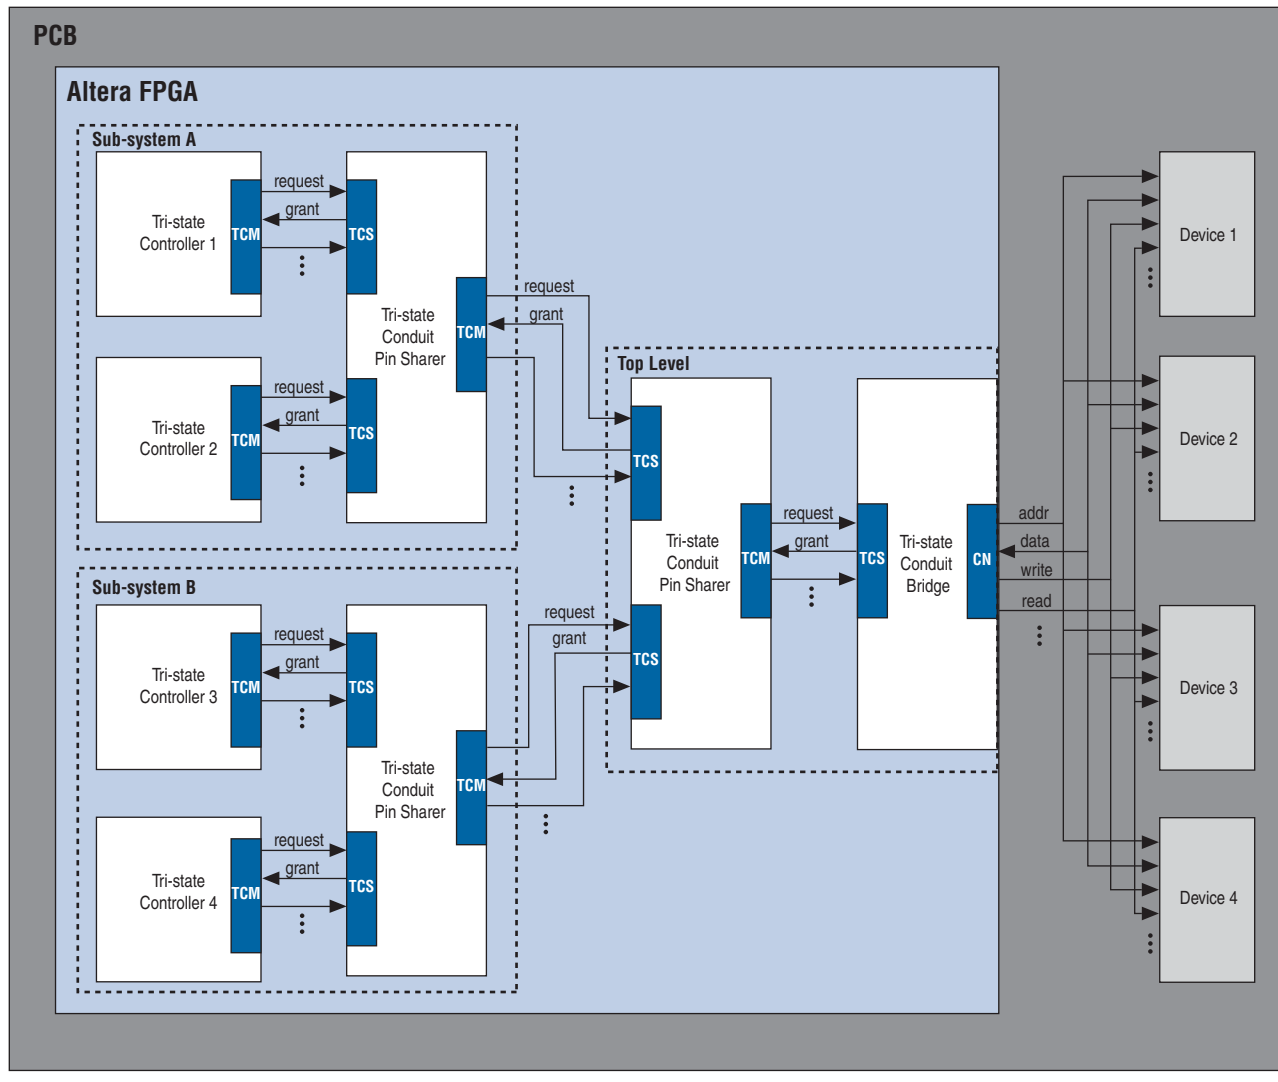 PCB
Altera FPGA
Sub-system A
Tri-state
Controller 1
TCM
request
grant
TCS
Tri-state
Conduit
Pin Sharer
TCM
Tri-state
Controller 2
TCM
request
grant
TCS
request
grant
Sub-system B
Tri-state
Controller 3
TCM
request
grant
TCS
Tri-state
Conduit
Pin Sharer
TCM
Tri-state
Controller 4
TCM
request
grant
TCS
request
grant
Top Level
TCS
TCS
Tri-state
Conduit
Pin Sharer
TCM
request
grant
TCS
Tri-state
Conduit
Bridge
CN
addr
data
write
read
Device 1
Device 2
Device 3
Device 4